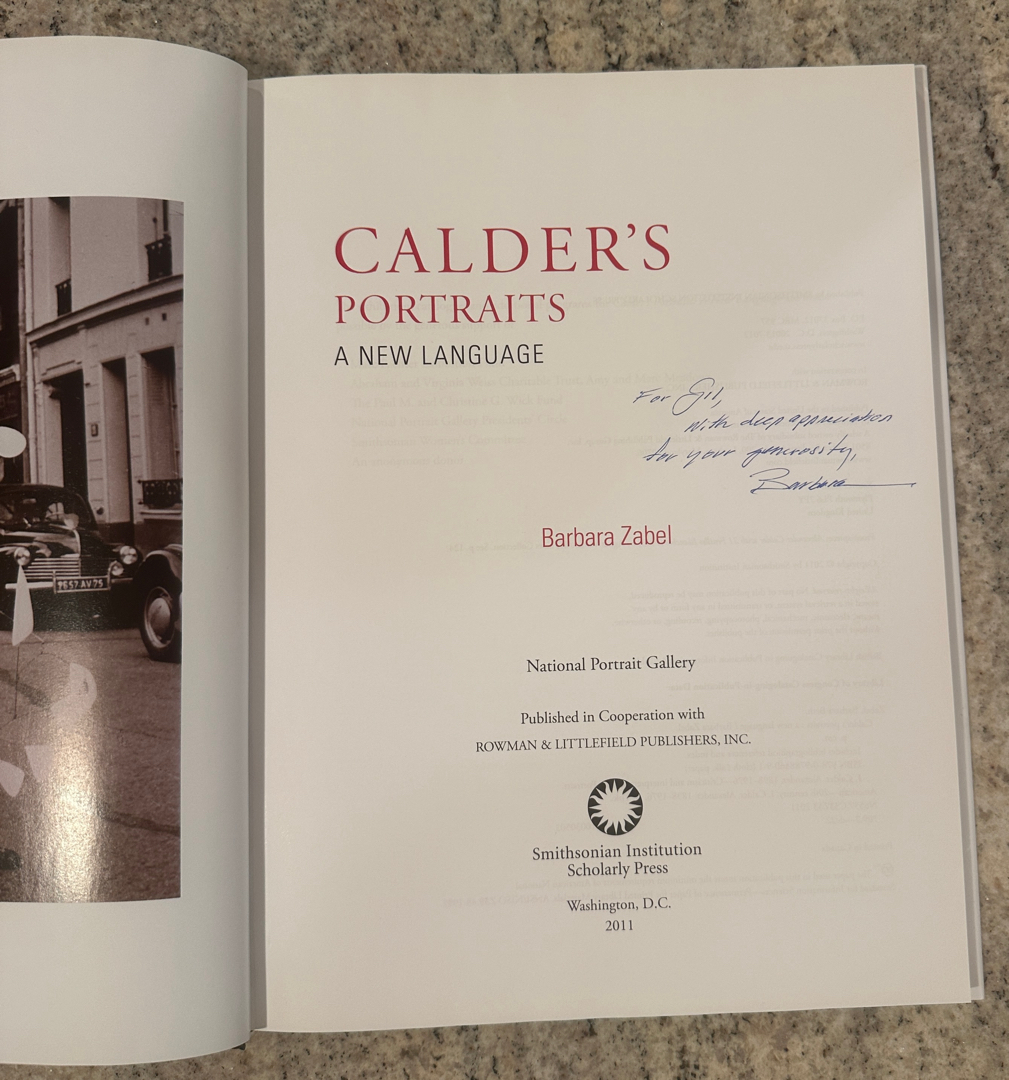 CALDER'S
PORTRAITS
A NEW LANGUAGE
For Gil,
With deep appreciation
for your generosity,
Barbara
Barbara Zabel
National Portrait Gallery
Published in Cooperation with
ROWMAN & LITTLEFIELD PUBLISHERS, INC.
Smithsonian Institution
Scholarly Press
Washington, D.C.
2011